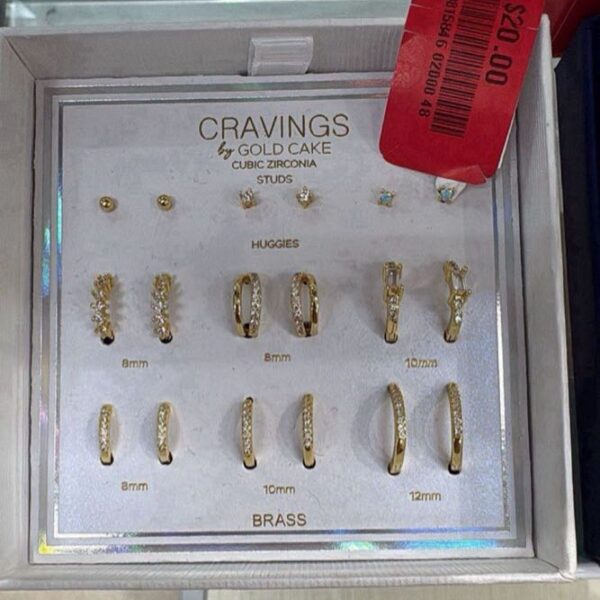 $20.00
CRAVINGS
by GOLD CAKE
CUBIC ZIRCONIA
STUDS
HUGGIES
8mm 8mm 10mm
8mm 10mm 12mm
BRASS